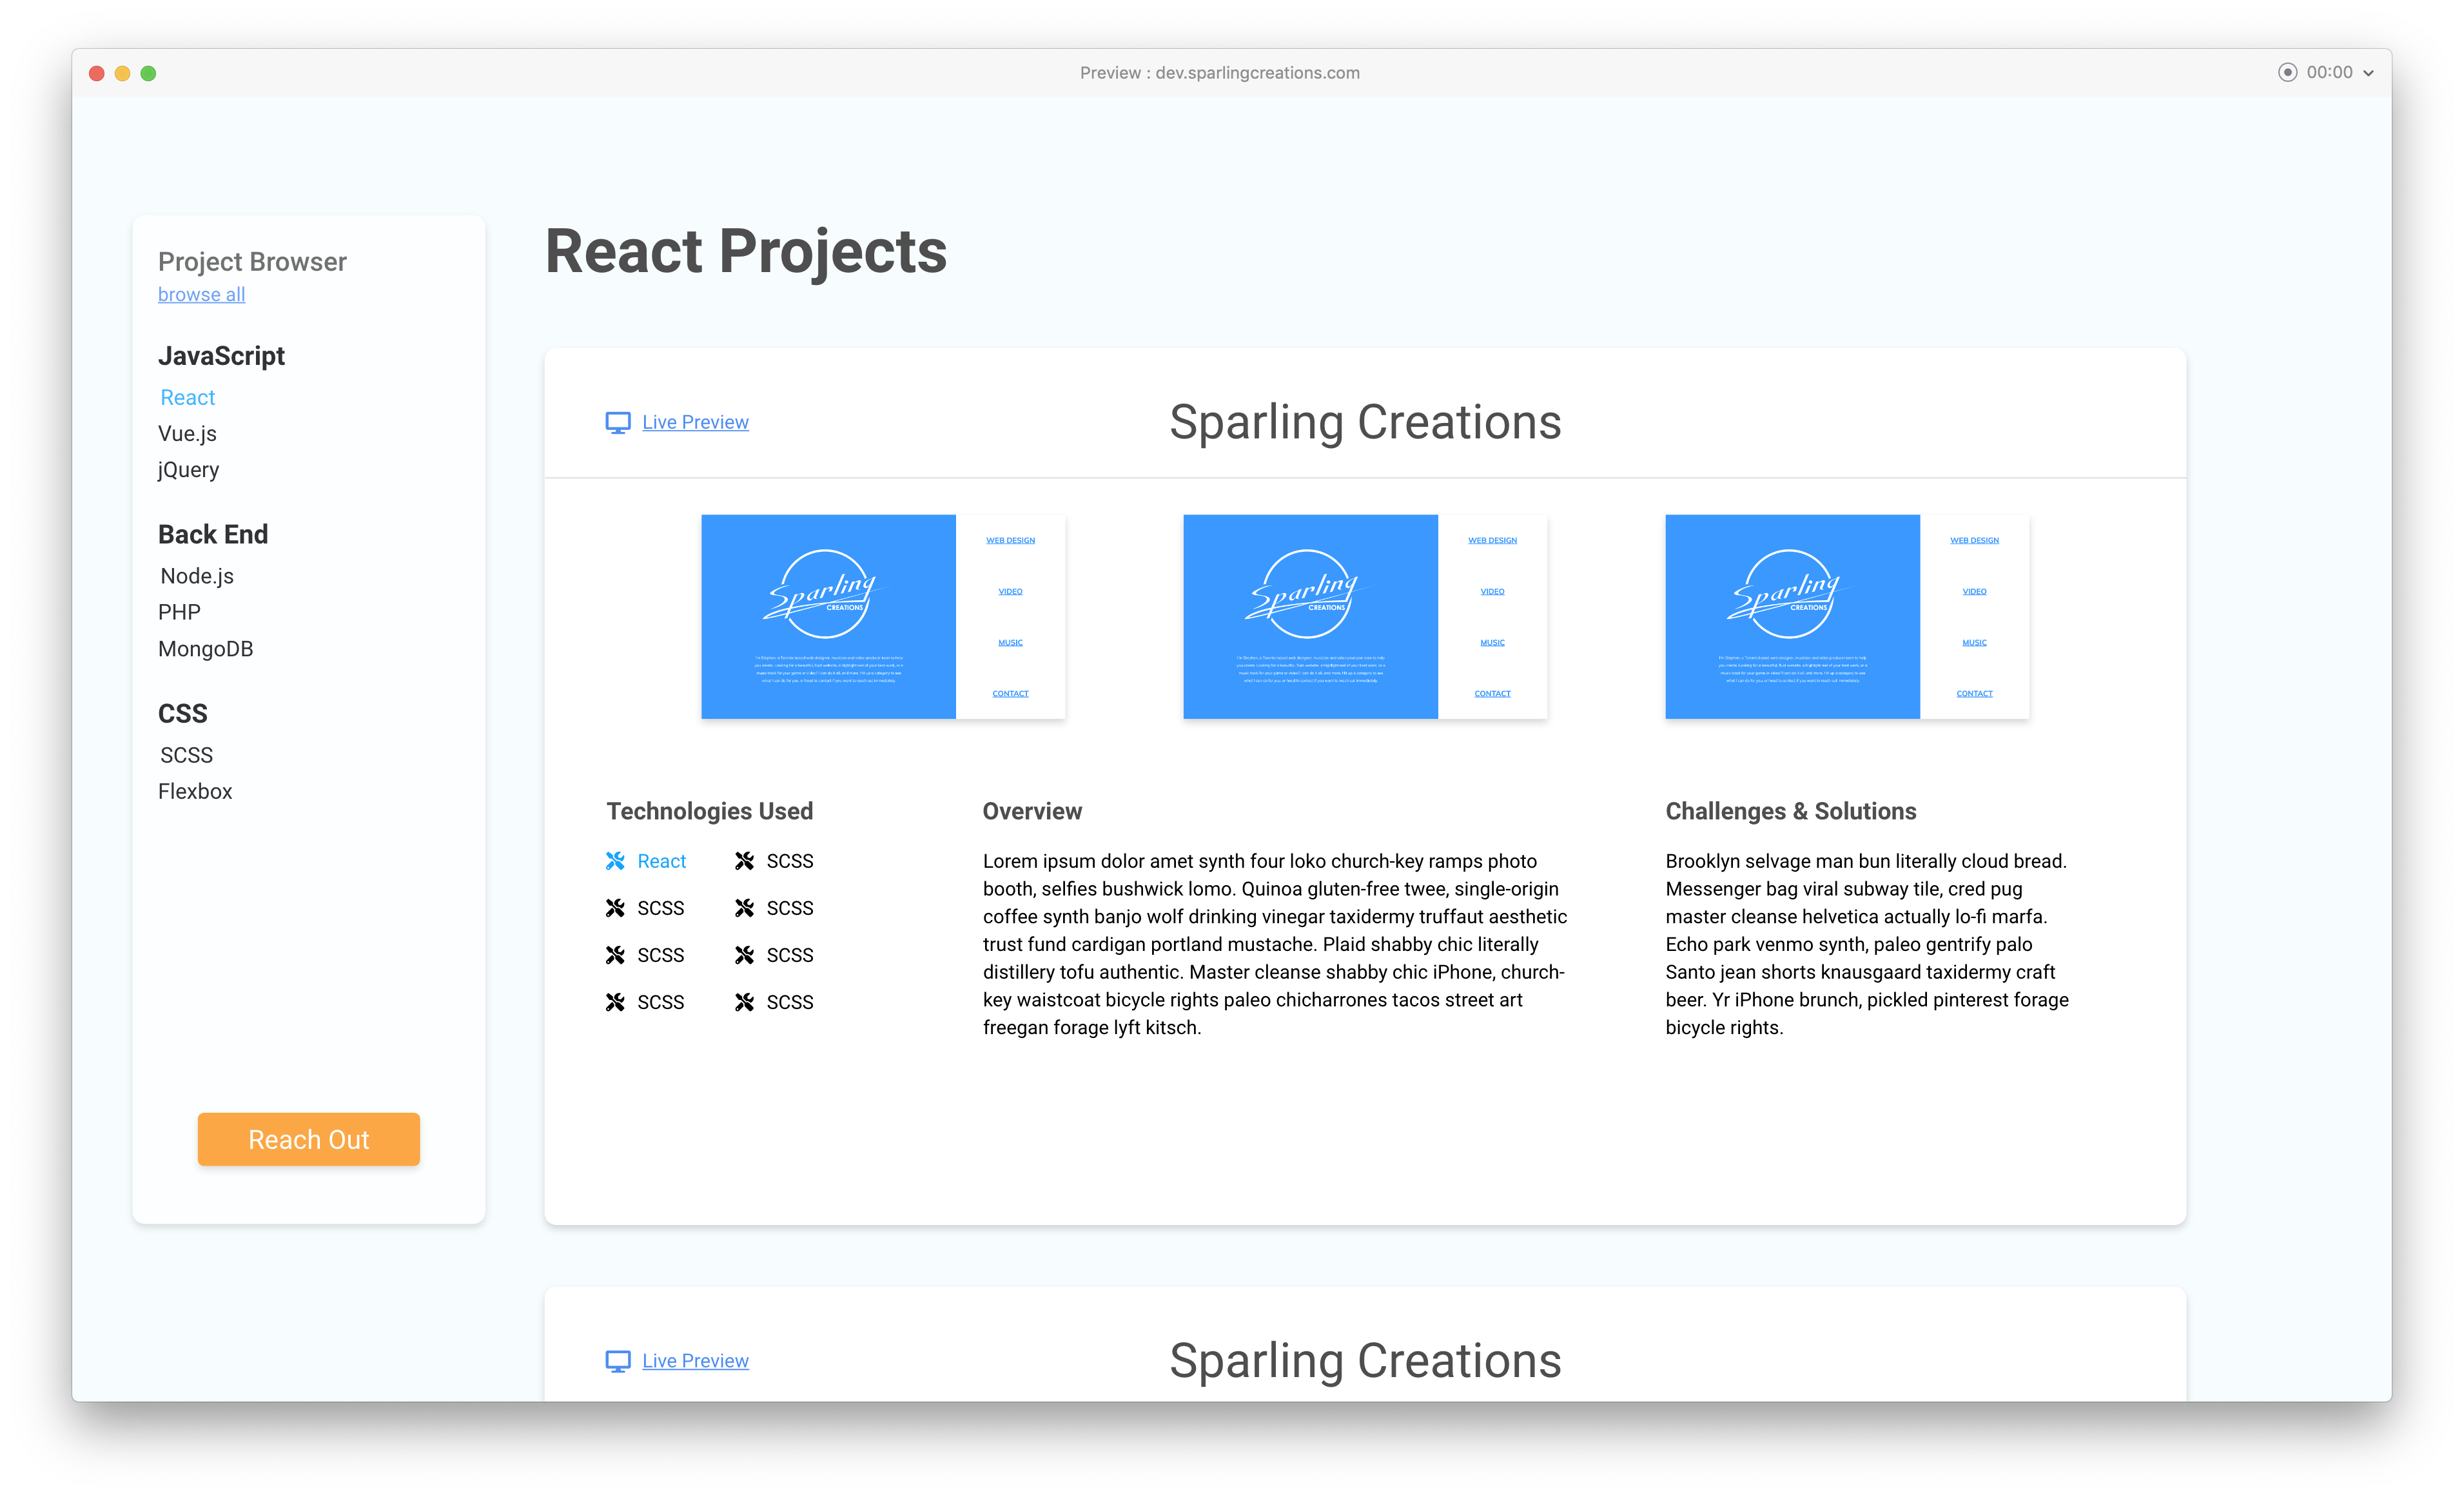 Preview : dev.sparlingcreations.com
00:00
Project Browser
browse all
JavaScript
React
Vue.js
jQuery
Back End
Node.js
PHP
MongoDB
CSS
SCSS
Flexbox
Reach Out
React Projects
Live Preview
Sparling Creations
Sparling
CREATIONS
WEB DESIGN
VIDEO
MUSIC
CONTACT
Sparling
CREATIONS
WEB DESIGN
VIDEO
MUSIC
CONTACT
Sparling
CREATIONS
WEB DESIGN
VIDEO
MUSIC
CONTACT
Technologies Used
React SCSS
SCSS SCSS
SCSS SCSS
SCSS SCSS
Overview
Lorem ipsum dolor amet synth four loko church-key ramps photo
booth, selfies bushwick lomo. Quinoa gluten-free twee, single-origin
coffee synth banjo wolf drinking vinegar taxidermy truffaut aesthetic
trust fund cardigan portland mustache. Plaid shabby chic literally
distillery tofu authentic. Master cleanse shabby chic iPhone, church-
key waistcoat bicycle rights paleo chicharrones tacos street art
freegan forage lyft kitsch.
Challenges & Solutions
Brooklyn selvage man bun literally cloud bread.
Messenger bag viral subway tile, cred pug
master cleanse helvetica actually lo-fi marfa.
Echo park venmo synth, paleo gentrify palo
Santo jean shorts knausgaard taxidermy craft
beer. Yr iPhone brunch, pickled pinterest forage
bicycle rights.
Live Preview
Sparling Creations